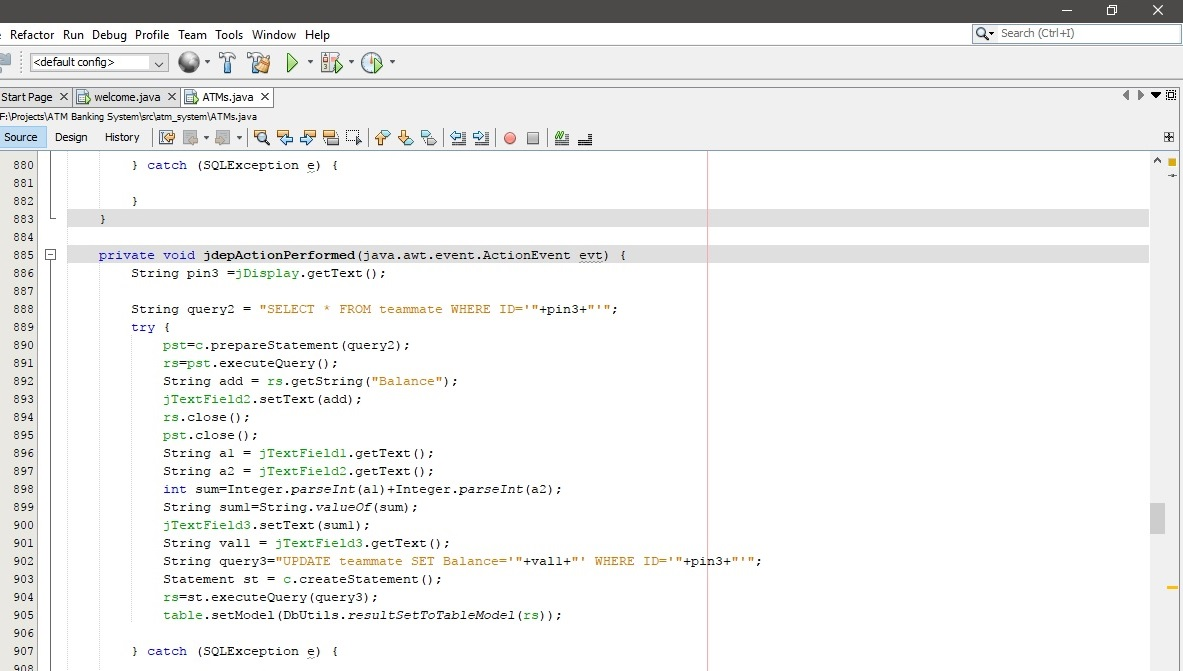 Refactor Run Debug Profile Team Tools Window Help
Search (Ctrl+I)
<default config>
Start Page welcome.java ATMs.java
F:\Projects\ATM Banking System\src\atm_system\ATMs.java
Source Design History
880 } catch (SQLException e) {
881
882 }
883 }
884
885 private void jdepActionPerformed(java.awt.event.ActionEvent evt) {
886 String pin3 =jDisplay.getText();
887
888 String query2 = "SELECT * FROM teammate WHERE ID='"+pin3+"'";
889 try {
890 pst=c.prepareStatement(query2);
891 rs=pst.executeQuery();
892 String add = rs.getString("Balance");
893 jTextField2.setText(add);
894 rs.close();
895 pst.close();
896 String a1 = jTextField1.getText();
897 String a2 = jTextField2.getText();
898 int sum=Integer.parseInt(a1)+Integer.parseInt(a2);
899 String sum1=String.valueOf(sum);
900 jTextField3.setText(sum1);
901 String val1 = jTextField3.getText();
902 String query3="UPDATE teammate SET Balance='"+val1+"' WHERE ID='"+pin3+"'";
903 Statement st = c.createStatement();
904 rs=st.executeQuery(query3);
905 table.setModel(DbUtils.resultSetToTableModel(rs));
906
907 } catch (SQLException e) {
908